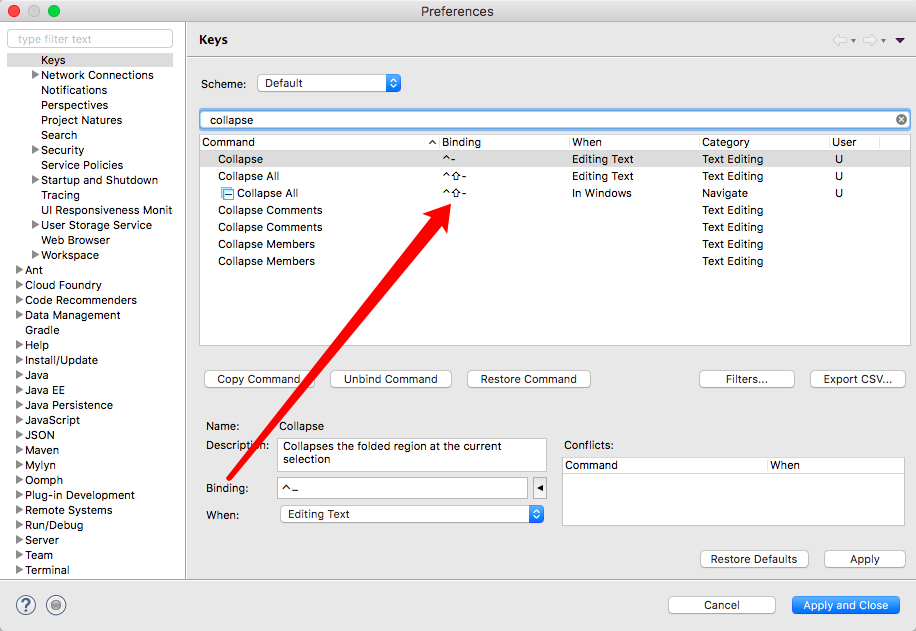 Preferences
type filter text
Keys
Network Connections
Notifications
Perspectives
Project Natures
Search
Security
Service Policies
Startup and Shutdown
Tracing
UI Responsiveness Monit
User Storage Service
Web Browser
Workspace
Ant
Cloud Foundry
Code Recommenders
Data Management
Gradle
Help
Install/Update
Java
Java EE
Java Persistence
JavaScript
JSON
Maven
Mylyn
Oomph
Plug-in Development
Remote Systems
Run/Debug
Server
Team
Terminal
Keys
Scheme: Default
collapse
Command Binding When Category User
Collapse ^- Editing Text Text Editing U
Collapse All ^⇧- Editing Text Text Editing U
Collapse All ^⇧- In Windows Navigate U
Collapse Comments Text Editing
Collapse Comments Text Editing
Collapse Members Text Editing
Collapse Members Text Editing
Copy Command Unbind Command Restore Command Filters... Export CSV...
Name: Collapse
Description: Collapses the folded region at the current
selection
Binding: ^-
When: Editing Text
Conflicts:
Command When
Restore Defaults Apply
? Cancel Apply and Close